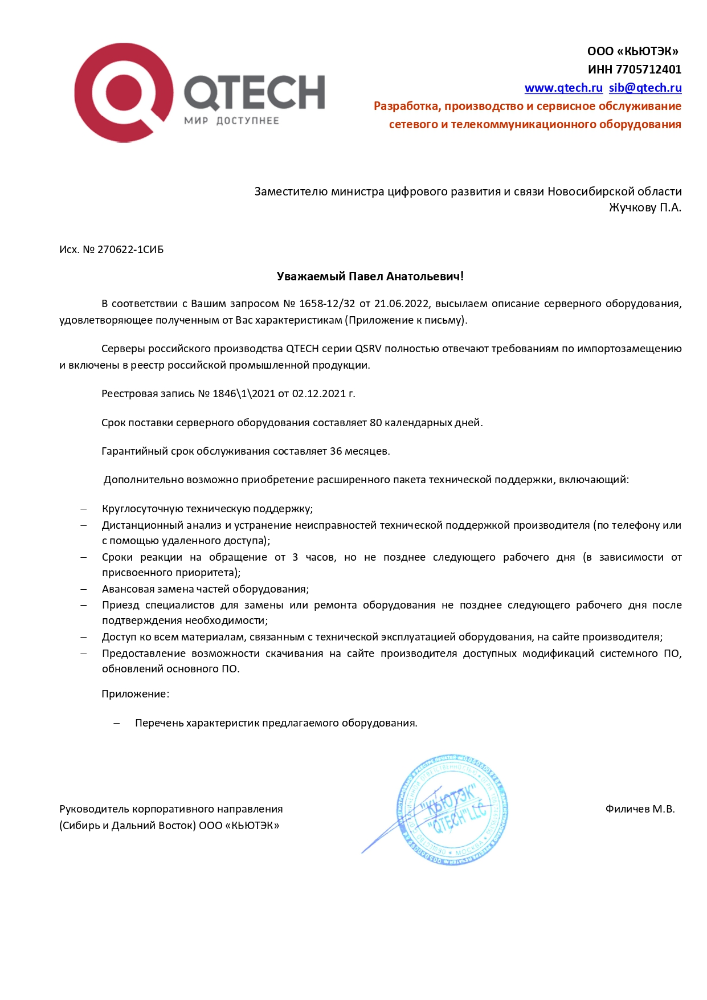 QTECH
МИР ДОСТУПНЕЕ
ООО «КЬЮТЭК»
ИНН 7705712401
www.qtech.ru sib@qtech.ru
Разработка, производство и сервисное обслуживание
сетевого и телекоммуникационного оборудования
Заместителю министра цифрового развития и связи Новосибирской области
Жучкову П.А.
Исх. № 270622-1СИБ
Уважаемый Павел Анатольевич!
В соответствии с Вашим запросом № 1658-12/32 от 21.06.2022, высылаем описание серверного оборудования,
удовлетворяющее полученным от Вас характеристикам (Приложение к письму).
Серверы российского производства QTECH серии QSRV полностью отвечают требованиям по импортозамещению
и включены в реестр российской промышленной продукции.
Реестровая запись № 1846\1\2021 от 02.12.2021 г.
Срок поставки серверного оборудования составляет 80 календарных дней.
Гарантийный срок обслуживания составляет 36 месяцев.
Дополнительно возможно приобретение расширенного пакета технической поддержки, включающий:
– Круглосуточную техническую поддержку;
– Дистанционный анализ и устранение неисправностей технической поддержкой производителя (по телефону или
с помощью удаленного доступа);
– Сроки реакции на обращение от 3 часов, но не позднее следующего рабочего дня (в зависимости от
присвоенного приоритета);
– Авансовая замена частей оборудования;
– Приезд специалистов для замены или ремонта оборудования не позднее следующего рабочего дня после
подтверждения необходимости;
– Доступ ко всем материалам, связанным с технической эксплуатацией оборудования, на сайте производителя;
– Предоставление возможности скачивания на сайте производителя доступных модификаций системного ПО,
обновлений основного ПО.
Приложение:
– Перечень характеристик предлагаемого оборудования.
Руководитель корпоративного направления
(Сибирь и Дальний Восток) ООО «КЬЮТЭК»
"КЬЮТЭК"
"QTECH" LLC
МОСКВА
Филичев М.В.